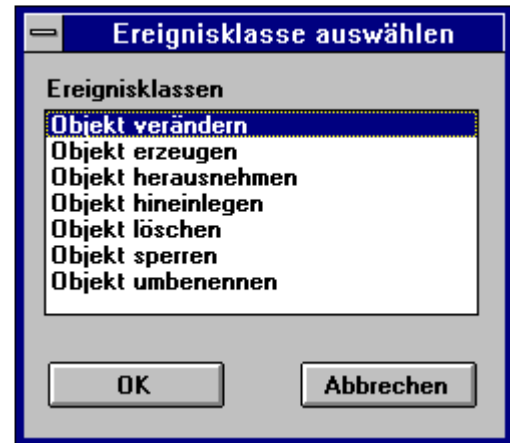 Ereignisklasse auswählen
Ereignisklassen
Objekt verändern
Objekt erzeugen
Objekt herausnehmen
Objekt hineinlegen
Objekt löschen
Objekt sperren
Objekt umbenennen
OK Abbrechen